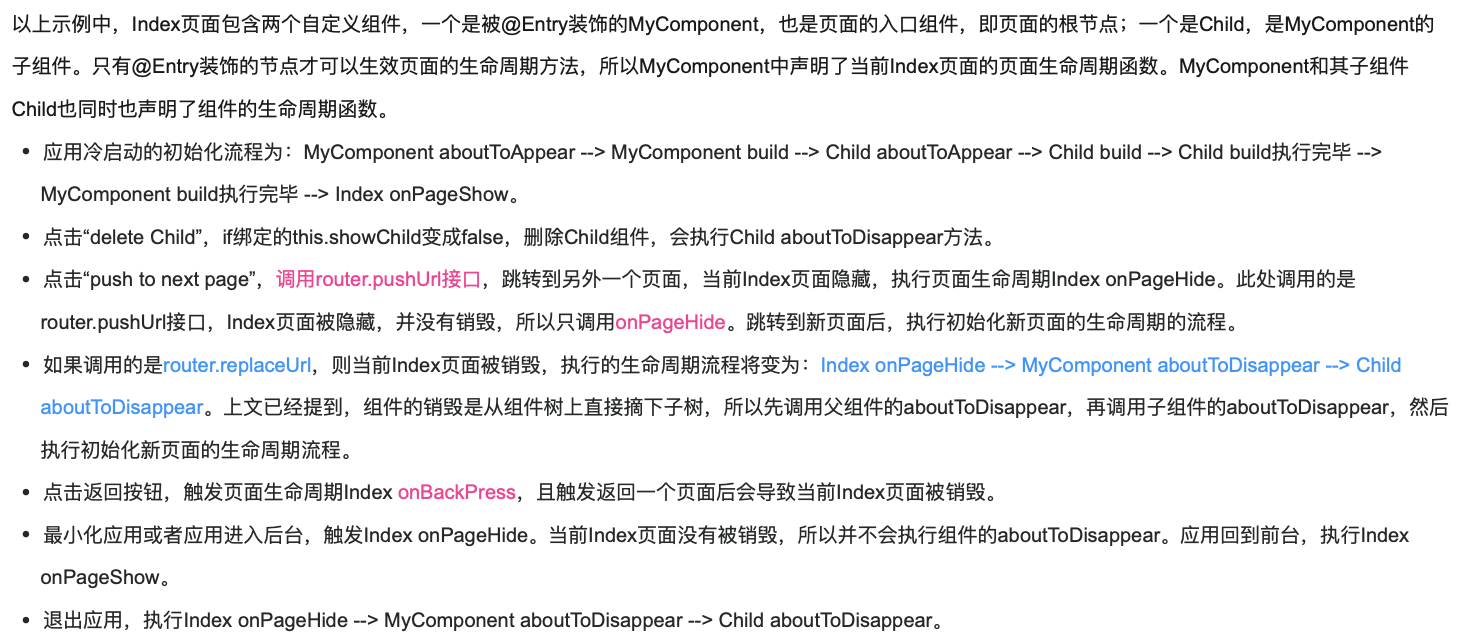 以上示例中，Index页面包含两个自定义组件，一个是被@Entry装饰的MyComponent，也是页面的入口组件，即页面的根节点；一个是Child，是MyComponent的
子组件。只有@Entry装饰的节点才可以生效页面的生命周期方法，所以MyComponent中声明了当前Index页面的页面生命周期函数。MyComponent和其子组件
Child也同时也声明了组件的生命周期函数。
• 应用冷启动的初始化流程为：MyComponent aboutToAppear --> MyComponent build --> Child aboutToAppear --> Child build --> Child build执行完毕 -->
MyComponent build执行完毕 --> Index onPageShow。
• 点击“delete Child”，if绑定的this.showChild变成false，删除Child组件，会执行Child aboutToDisappear方法。
• 点击“push to next page”，调用router.pushUrl接口，跳转到另外一个页面，当前Index页面隐藏，执行页面生命周期Index onPageHide。此处调用的是
router.pushUrl接口，Index页面被隐藏，并没有销毁，所以只调用onPageHide。跳转到新页面后，执行初始化新页面的生命周期的流程。
• 如果调用的是router.replaceUrl，则当前Index页面被销毁，执行的生命周期流程将变为：Index onPageHide --> MyComponent aboutToDisappear --> Child
aboutToDisappear。上文已经提到，组件的销毁是从组件树上直接摘下子树，所以先调用父组件的aboutToDisappear，再调用子组件的aboutToDisappear，然后
执行初始化新页面的生命周期流程。
• 点击返回按钮，触发页面生命周期Index onBackPress，且触发返回一个页面后会导致当前Index页面被销毁。
• 最小化应用或者应用进入后台，触发Index onPageHide。当前Index页面没有被销毁，所以并不会执行组件的aboutToDisappear。应用回到前台，执行Index
onPageShow。
• 退出应用，执行Index onPageHide --> MyComponent aboutToDisappear --> Child aboutToDisappear。